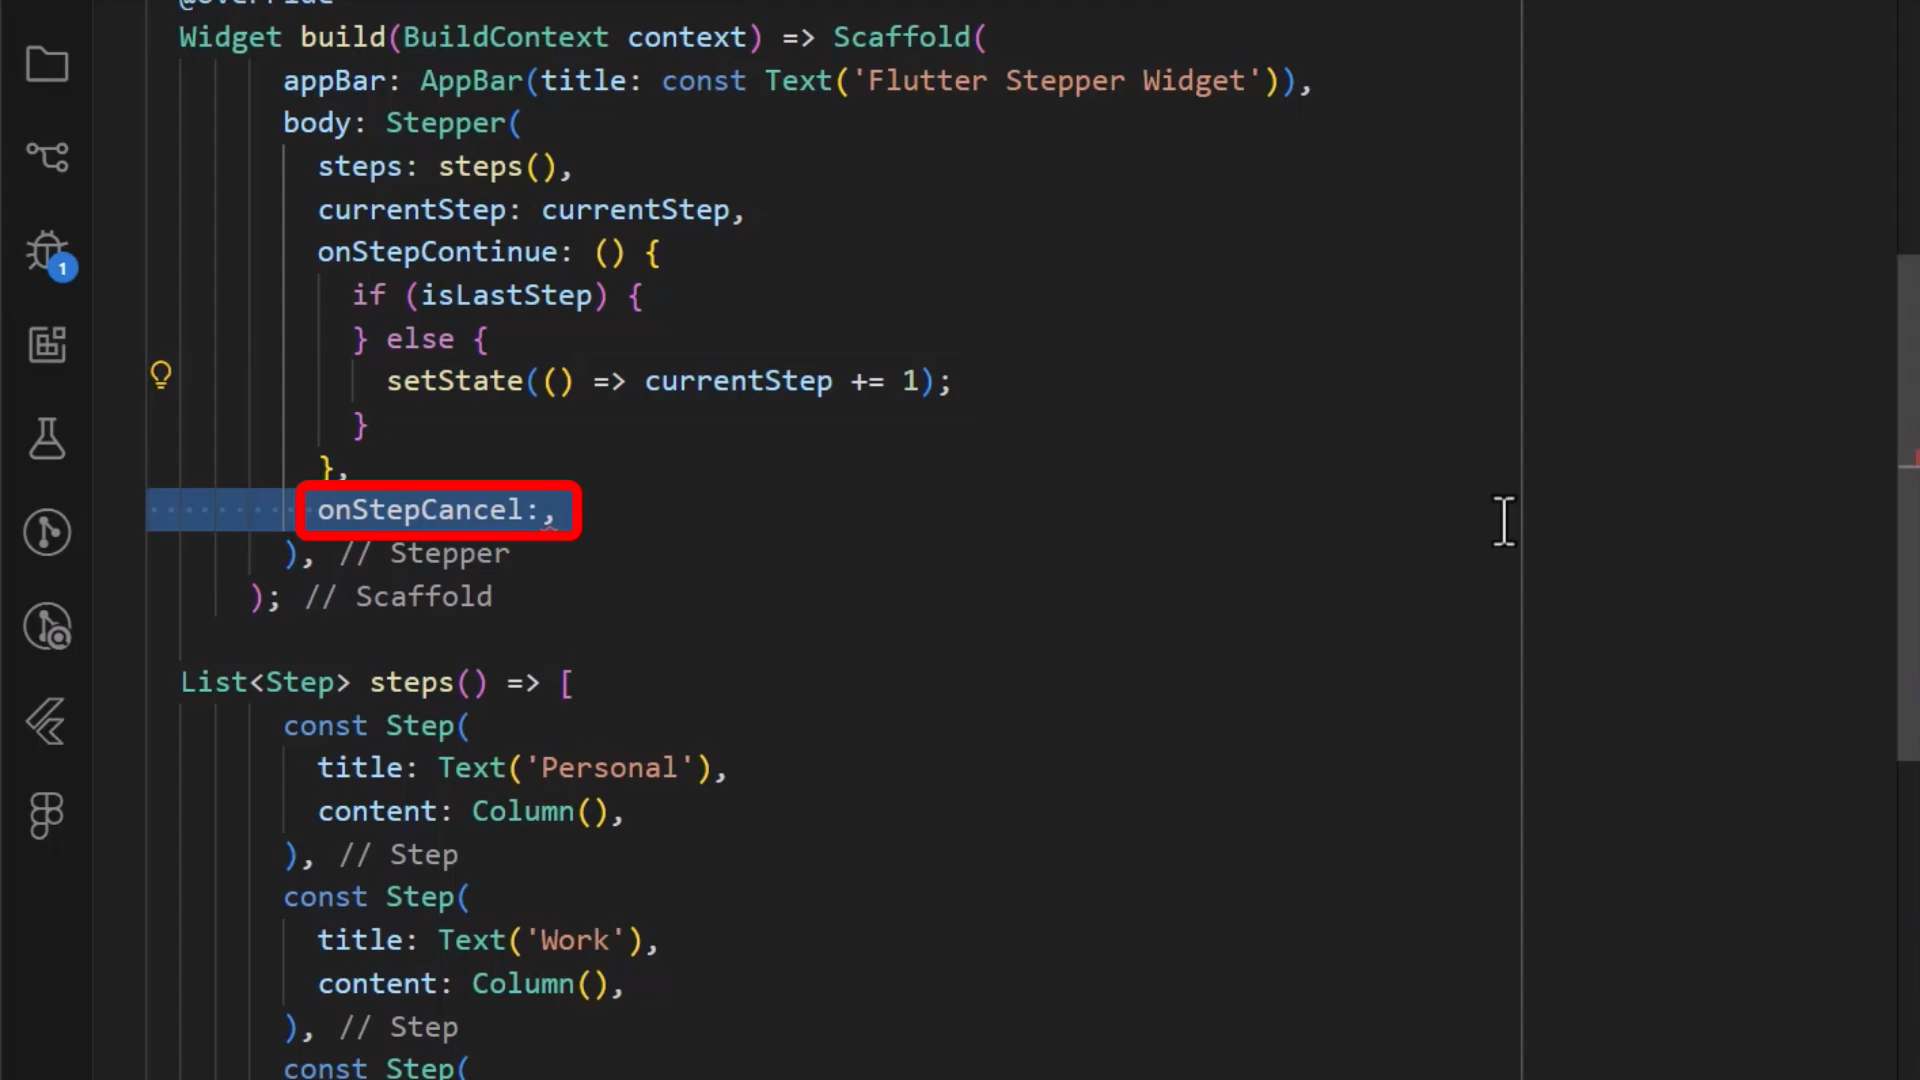 @override
Widget build(BuildContext context) => Scaffold(
appBar: AppBar(title: const Text('Flutter Stepper Widget')),
body: Stepper(
steps: steps(),
currentStep: currentStep,
onStepContinue: () {
if (isLastStep) {
} else {
setState(() => currentStep += 1);
}
},
onStepCancel:,
), // Stepper
); // Scaffold
List<Step> steps() => [
const Step(
title: Text('Personal'),
content: Column(),
), // Step
const Step(
title: Text('Work'),
content: Column(),
), // Step
const Step(
1